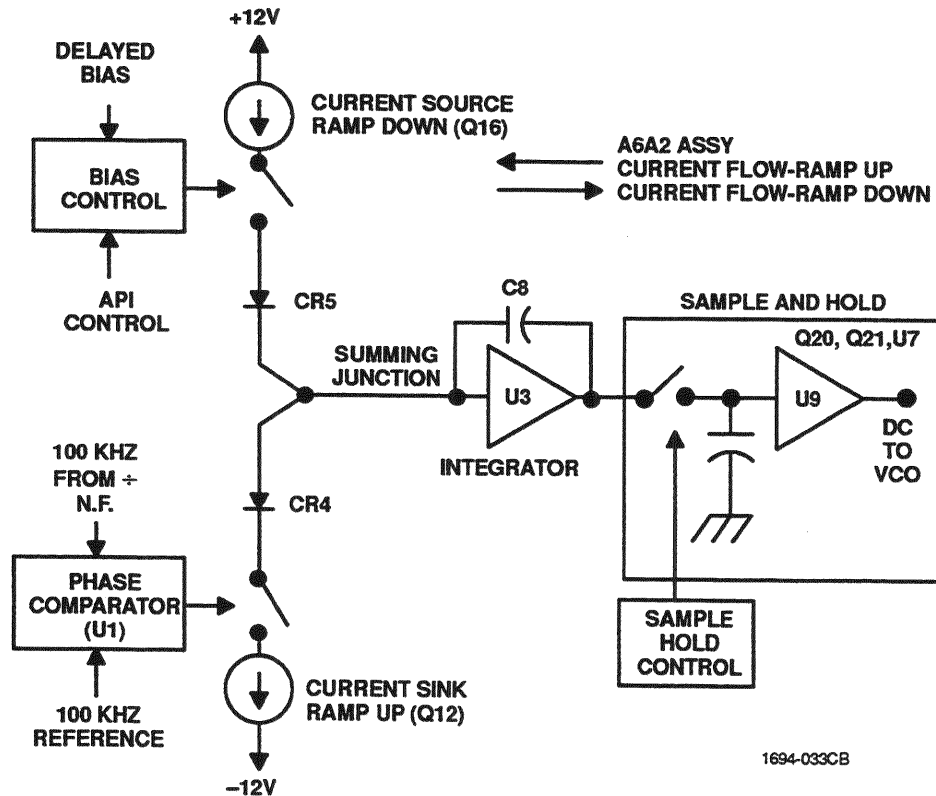 +12V
DELAYED
BIAS
CURRENT SOURCE
RAMP DOWN (Q16)
A6A2 ASSY
CURRENT FLOW-RAMP UP
CURRENT FLOW-RAMP DOWN
BIAS
CONTROL
API
CONTROL
CR5
C8
SAMPLE AND HOLD
Q20, Q21,U7
SUMMING
JUNCTION
U3
U9
INTEGRATOR
DC
TO
VCO
100 KHZ
FROM ÷
N.F.
CR4
PHASE
COMPARATOR
(U1)
SAMPLE
HOLD
CONTROL
100 KHZ
REFERENCE
CURRENT SINK
RAMP UP (Q12)
–12V
1694-033CB